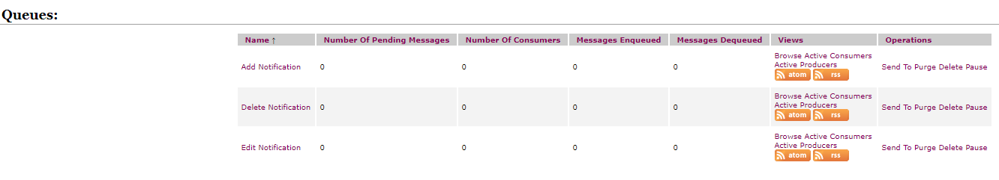 Queues:
Name ↑ Number Of Pending Messages Number Of Consumers Messages Enqueued Messages Dequeued Views Operations
Add Notification 0 0 0 0 Browse Active Consumers
Active Producers
atom rss Send To Purge Delete Pause
Delete Notification 0 0 0 0 Browse Active Consumers
Active Producers
atom rss Send To Purge Delete Pause
Edit Notification 0 0 0 0 Browse Active Consumers
Active Producers
atom rss Send To Purge Delete Pause